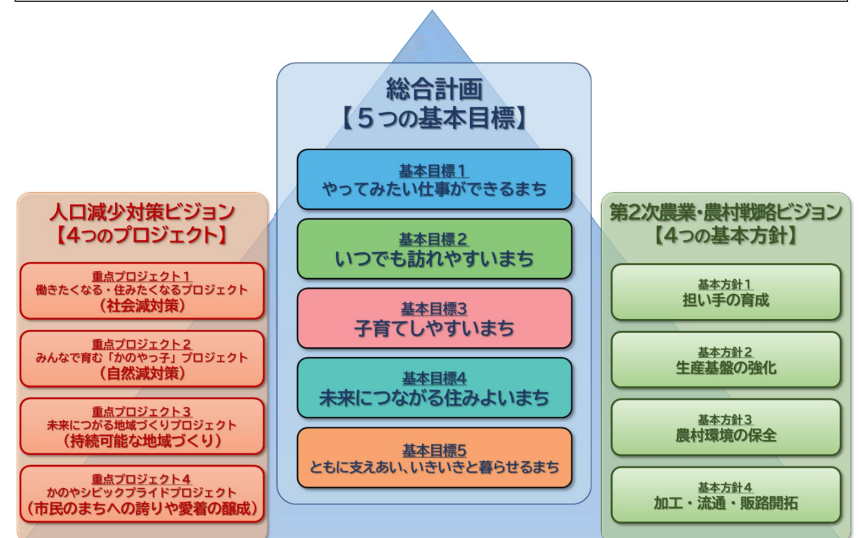 総合計画
【５つの基本目標】
基本目標１
やってみたい仕事ができるまち
基本目標２
いつでも訪れやすいまち
基本目標3
子育てしやすいまち
基本目標4
未来につながる住みよいまち
基本目標5
ともに支えあい、いきいきと暮らせるまち
人口減少対策ビジョン
【4つのプロジェクト】
重点プロジェクト１
働きたくなる・住みたくなるプロジェクト
（社会減対策）
重点プロジェクト２
みんなで育む「かのやっ子」プロジェクト
（自然減対策）
重点プロジェクト３
未来につがる地域づくりプロジェクト
（持続可能な地域づくり）
重点プロジェクト４
かのやシビックプライドプロジェクト
（市民のまちへの誇りや愛着の醸成）
第2次農業・農村戦略ビジョン
【4つの基本方針】
基本方針1
担い手の育成
基本方針2
生産基盤の強化
基本方針3
農村環境の保全
基本方針4
加工・流通・販路開拓